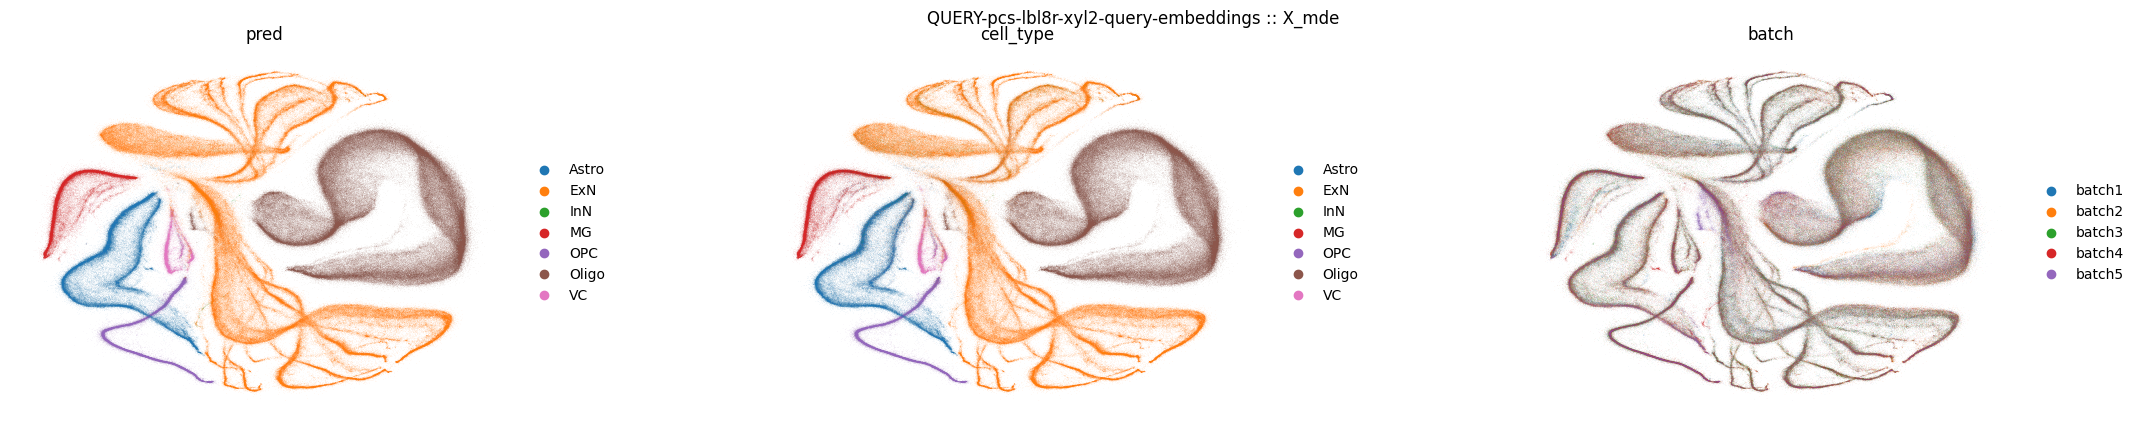 QUERY-pcs-lbl8r-xyl2-query-embeddings :: X_mde
pred
Astro
ExN
InN
MG
OPC
Oligo
VC
cell_type
Astro
ExN
InN
MG
OPC
Oligo
VC
batch
batch1
batch2
batch3
batch4
batch5